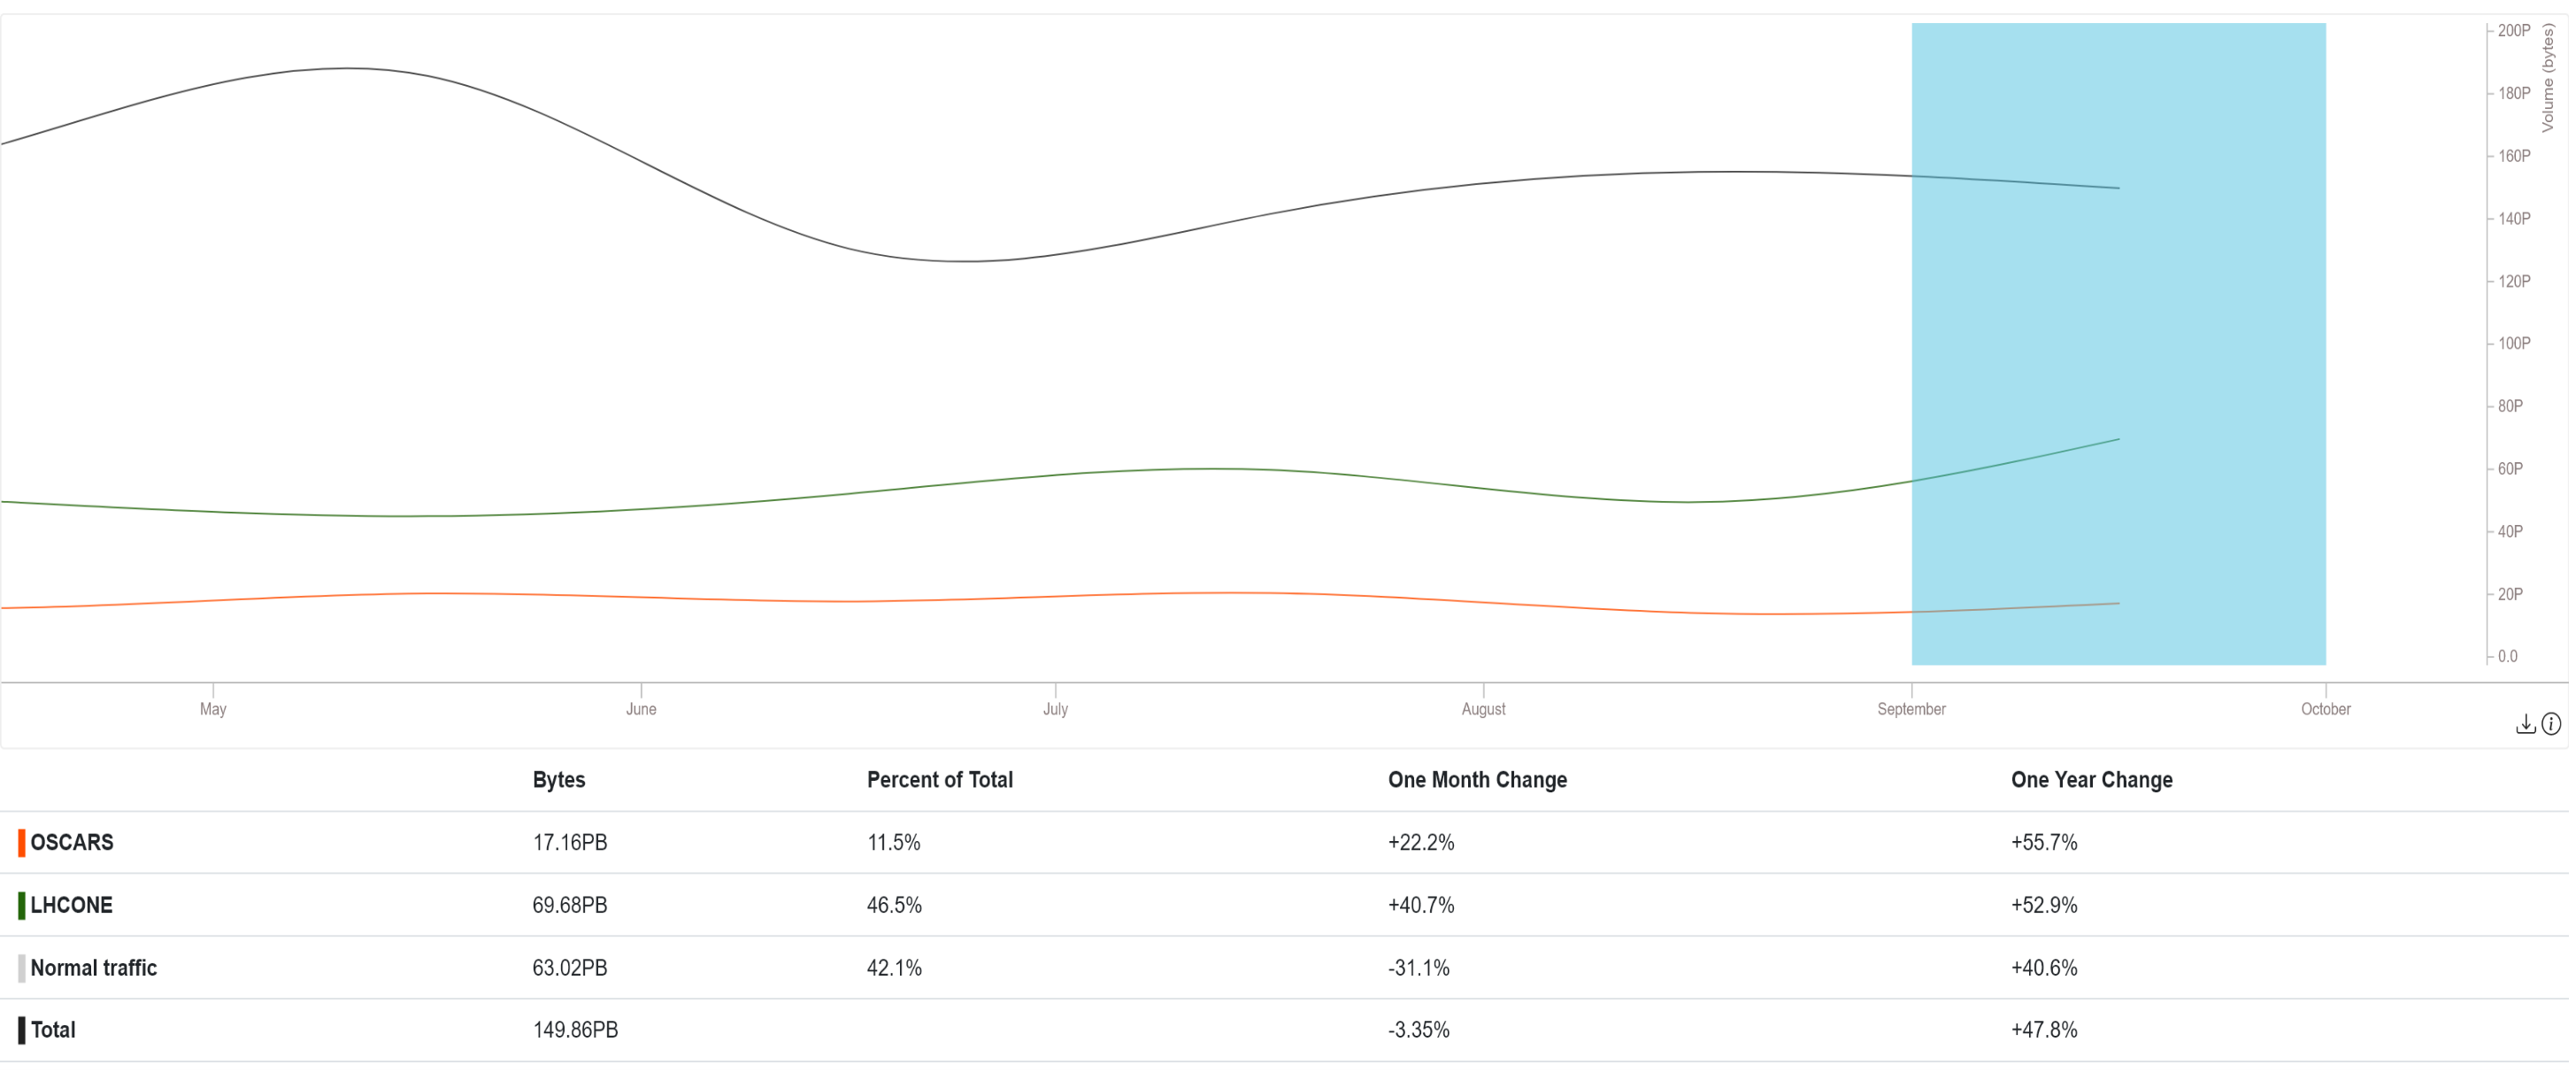 200P
180P
160P
140P
120P
100P
80P
60P
40P
20P
0.0
Volume (bytes)
May June July August September October
Bytes Percent of Total One Month Change One Year Change
OSCARS 17.16PB 11.5% +22.2% +55.7%
LHCONE 69.68PB 46.5% +40.7% +52.9%
Normal traffic 63.02PB 42.1% -31.1% +40.6%
Total 149.86PB -3.35% +47.8%